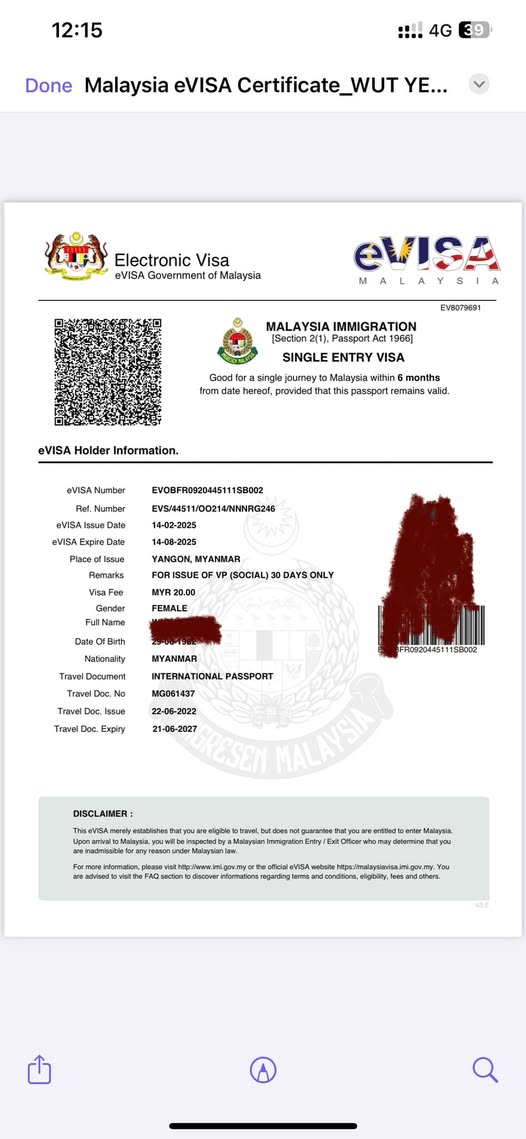 12:15
4G 39
Done Malaysia eVISA Certificate_WUT YE...
Electronic Visa
eVISA Government of Malaysia
eVISA
MALAYSIA
EV8079691
MALAYSIA IMMIGRATION
[Section 2(1), Passport Act 1966]
SINGLE ENTRY VISA
Good for a single journey to Malaysia within 6 months
from date hereof, provided that this passport remains valid.
eVISA Holder Information.
eVISA Number EVOBFR0920445111SB002
Ref. Number EVS/44511/OO214/NNNRG246
eVISA Issue Date 14-02-2025
eVISA Expire Date 14-08-2025
Place of Issue YANGON, MYANMAR
Remarks FOR ISSUE OF VP (SOCIAL) 30 DAYS ONLY
Visa Fee MYR 20.00
Gender FEMALE
Full Name
Date Of Birth
Nationality MYANMAR
Travel Document INTERNATIONAL PASSPORT
Travel Doc. No MG061437
Travel Doc. Issue 22-06-2022
Travel Doc. Expiry 21-06-2027
FR0920445111SB002
GRESEN MALAYSIA
DISCLAIMER :
This eVISA merely establishes that you are eligible to travel, but does not guarantee that you are entitled to enter Malaysia.
Upon arrival to Malaysia, you will be inspected by a Malaysian Immigration Entry / Exit Officer who may determine that you
are inadmissible for any reason under Malaysian law.
For more information, please visit http://www.imi.gov.my or the official eVISA website https://malaysiavisa.imi.gov.my. You
are advised to visit the FAQ section to discover informations regarding terms and conditions, eligibility, fees and others.
v3.0